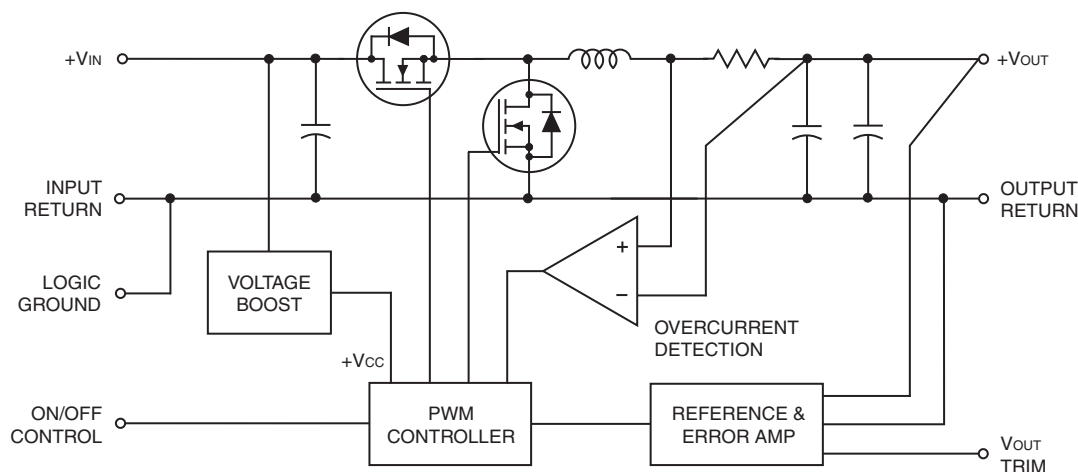 +VIN
+VOUT
INPUT
RETURN
OUTPUT
RETURN
LOGIC
GROUND
VOLTAGE
BOOST
+
−
OVERCURRENT
DETECTION
+VCC
ON/OFF
CONTROL
PWM
CONTROLLER
REFERENCE &
ERROR AMP
VOUT
TRIM